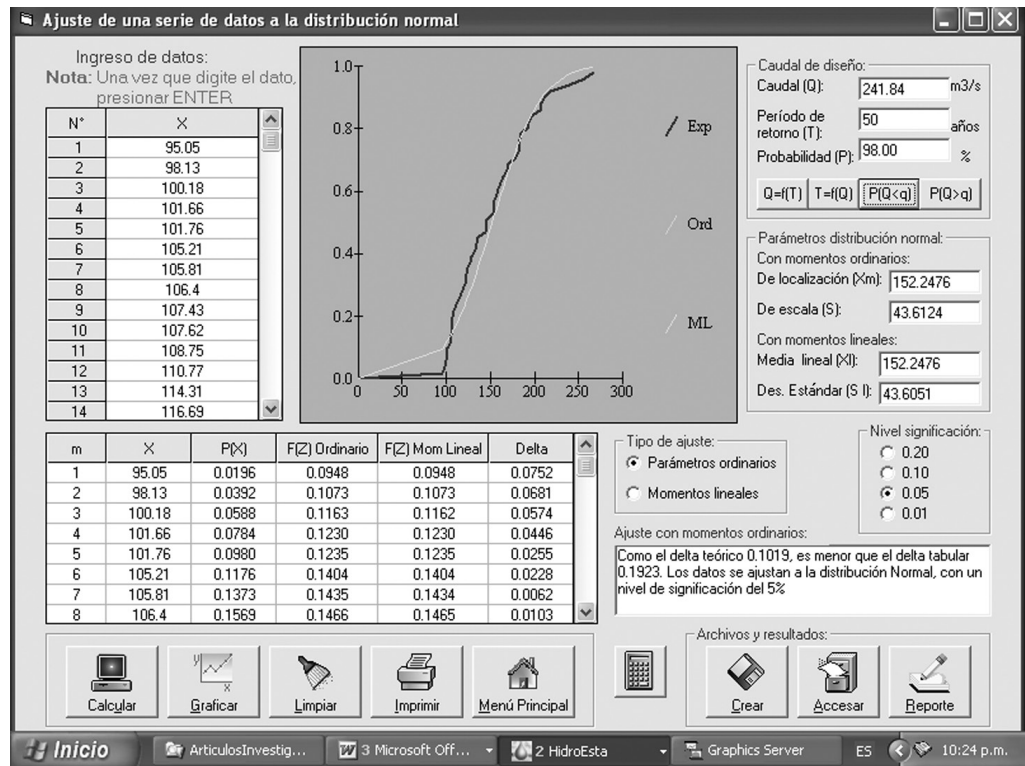 Ajuste de una serie de datos a la distribución normal
Ingreso de datos:
Nota: Una vez que digite el dato,
presionar ENTER
N° X
1 95.05
2 98.13
3 100.18
4 101.66
5 101.76
6 105.21
7 105.81
8 106.4
9 107.43
10 107.62
11 108.75
12 110.77
13 114.31
14 116.69
1.0
0.8
0.6
0.4
0.2
0.0
0 50 100 150 200 250 300
Exp
Ord
ML
Caudal de diseño:
Caudal (Q): 241.84 m3/s
Período de
retorno (T): 50 años
Probabilidad (P): 98.00 %
Q=f(T) T=f(Q) P(Q<q) P(Q>q)
Parámetros distribución normal:
Con momentos ordinarios:
De localización (Xm): 152.2476
De escala (S): 43.6124
Con momentos lineales:
Media lineal (Xl): 152.2476
Des. Estándar (S l): 43.6051
m X P(X) F(Z) Ordinario F(Z) Mom Lineal Delta
1 95.05 0.0196 0.0948 0.0948 0.0752
2 98.13 0.0392 0.1073 0.1073 0.0681
3 100.18 0.0588 0.1163 0.1162 0.0574
4 101.66 0.0784 0.1230 0.1230 0.0446
5 101.76 0.0980 0.1235 0.1235 0.0255
6 105.21 0.1176 0.1404 0.1404 0.0228
7 105.81 0.1373 0.1435 0.1434 0.0062
8 106.4 0.1569 0.1466 0.1465 0.0103
Tipo de ajuste:
Parámetros ordinarios
Momentos lineales
Nivel significación:
0.20
0.10
0.05
0.01
Ajuste con momentos ordinarios:
Como el delta teórico 0.1019, es menor que el delta tabular
0.1923. Los datos se ajustan a la distribución Normal, con un
nivel de significación del 5%
Calcular Graficar Limpiar Imprimir Menú Principal
y
x
Archivos y resultados:
Crear Accesar Reporte
Inicio ArticulosInvestig... 3 Microsoft Off... 2 HidroEsta Graphics Server ES 10:24 p.m.